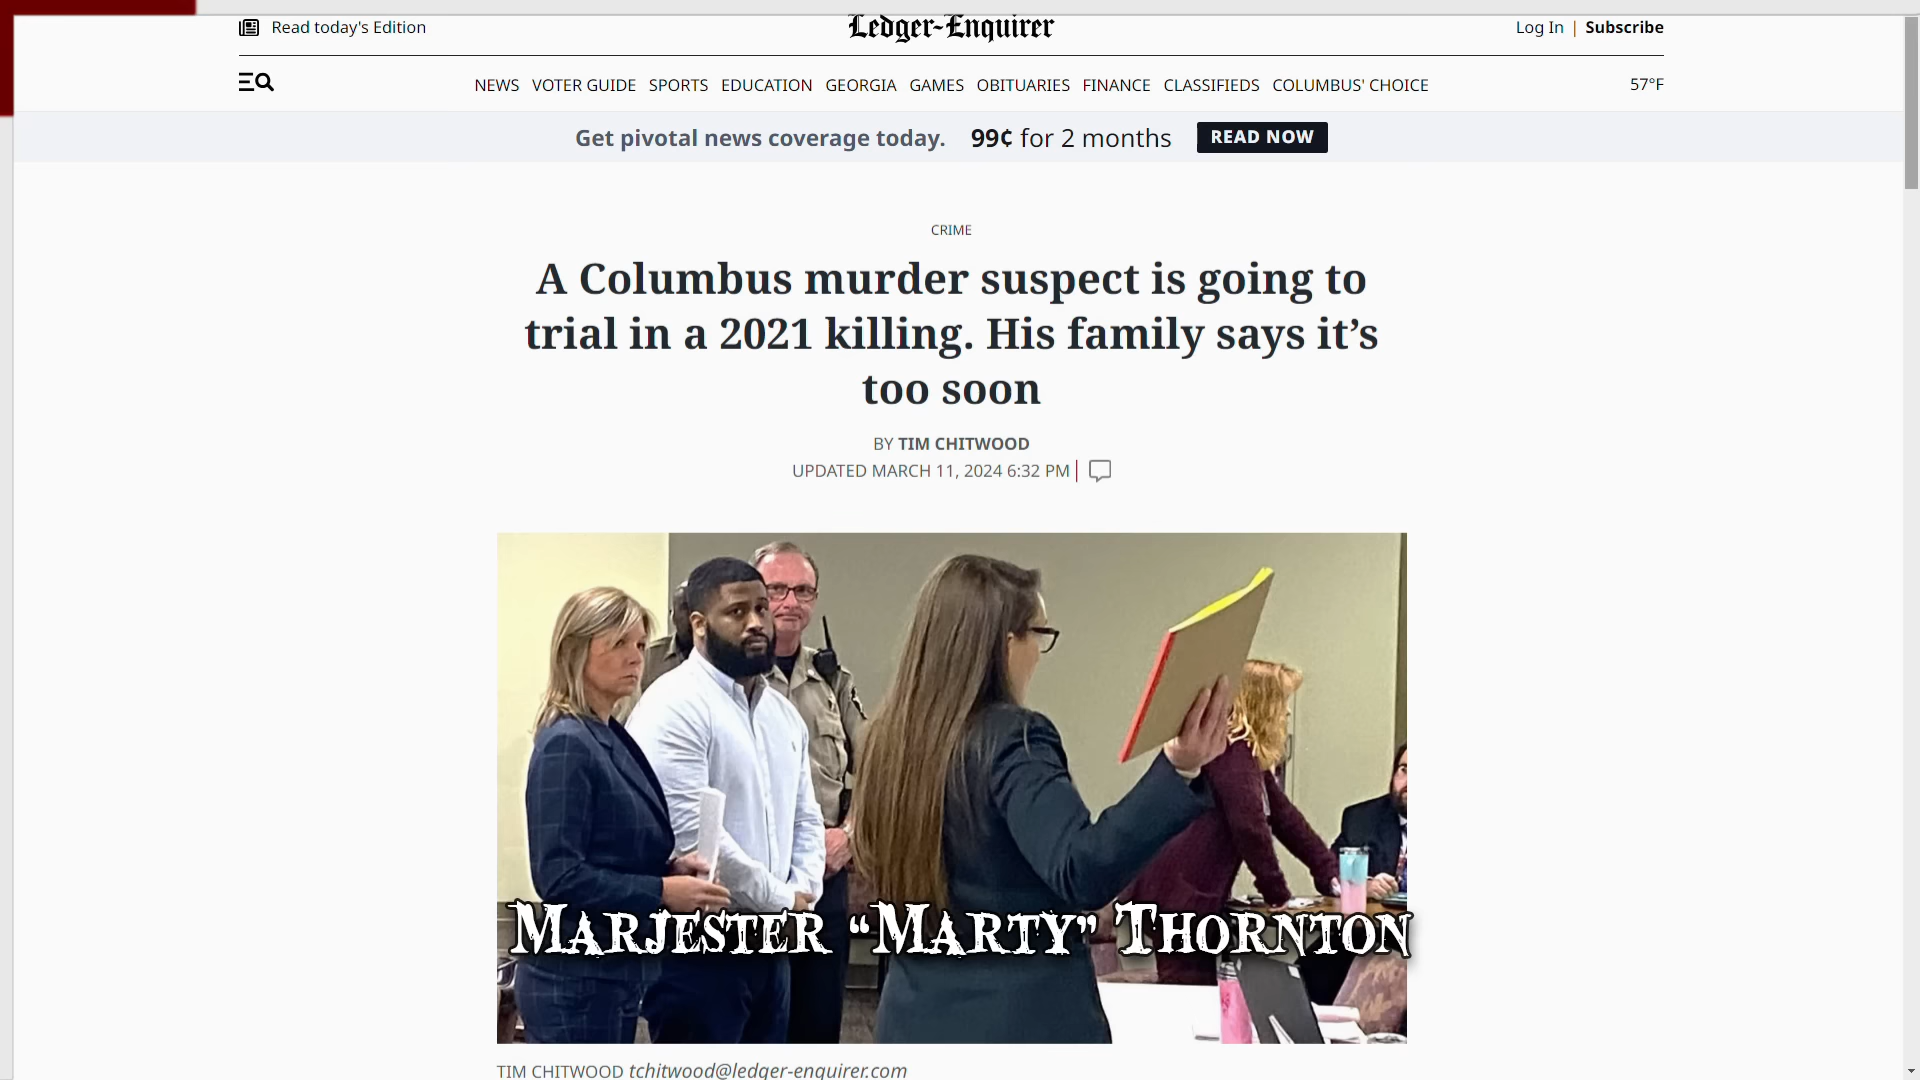 Read today's Edition
Ledger-Enquirer
Log In | Subscribe
NEWS VOTER GUIDE SPORTS EDUCATION GEORGIA GAMES OBITUARIES FINANCE CLASSIFIEDS COLUMBUS' CHOICE
57°F
Get pivotal news coverage today. 99¢ for 2 months READ NOW
CRIME
A Columbus murder suspect is going to
trial in a 2021 killing. His family says it’s
too soon
BY TIM CHITWOOD
UPDATED MARCH 11, 2024 6:32 PM
MARJESTER “MARTY” THORNTON
TIM CHITWOOD tchitwood@ledger-enquirer.com